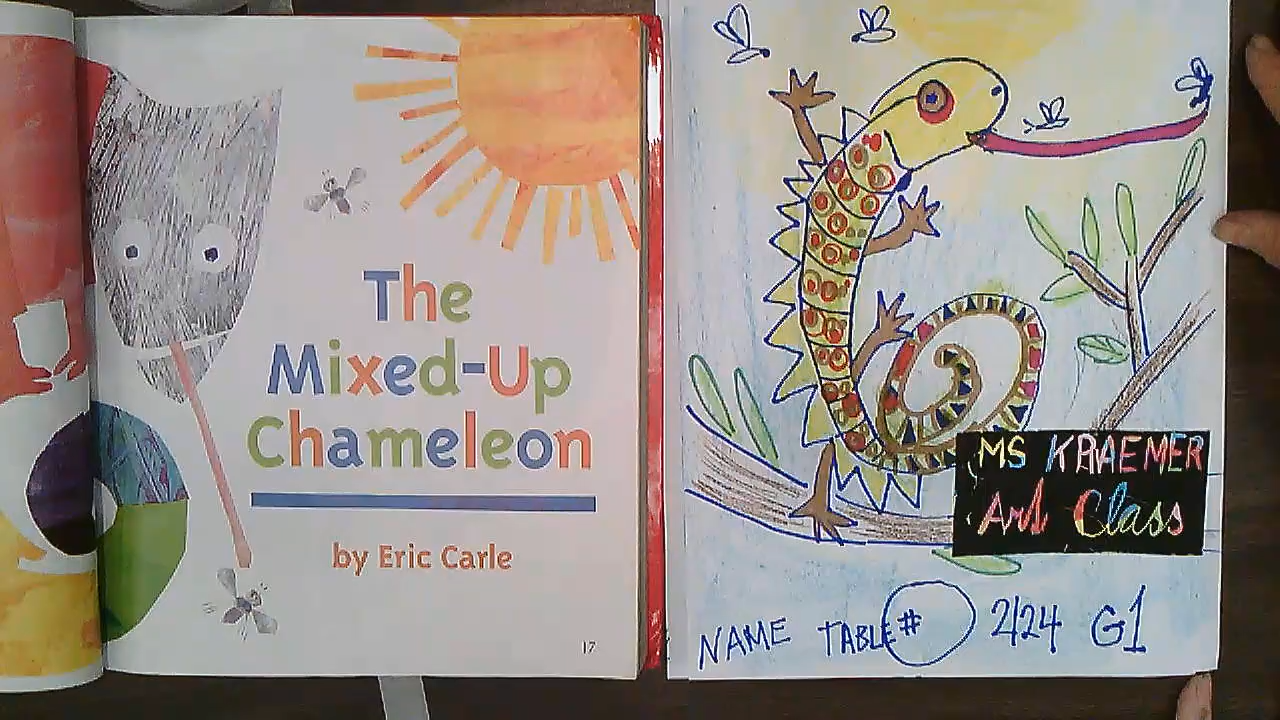 The
Mixed-Up
Chameleon
by Eric Carle
17
MS KRAEMER
Art Class
NAME TABLE # 2/24 G1